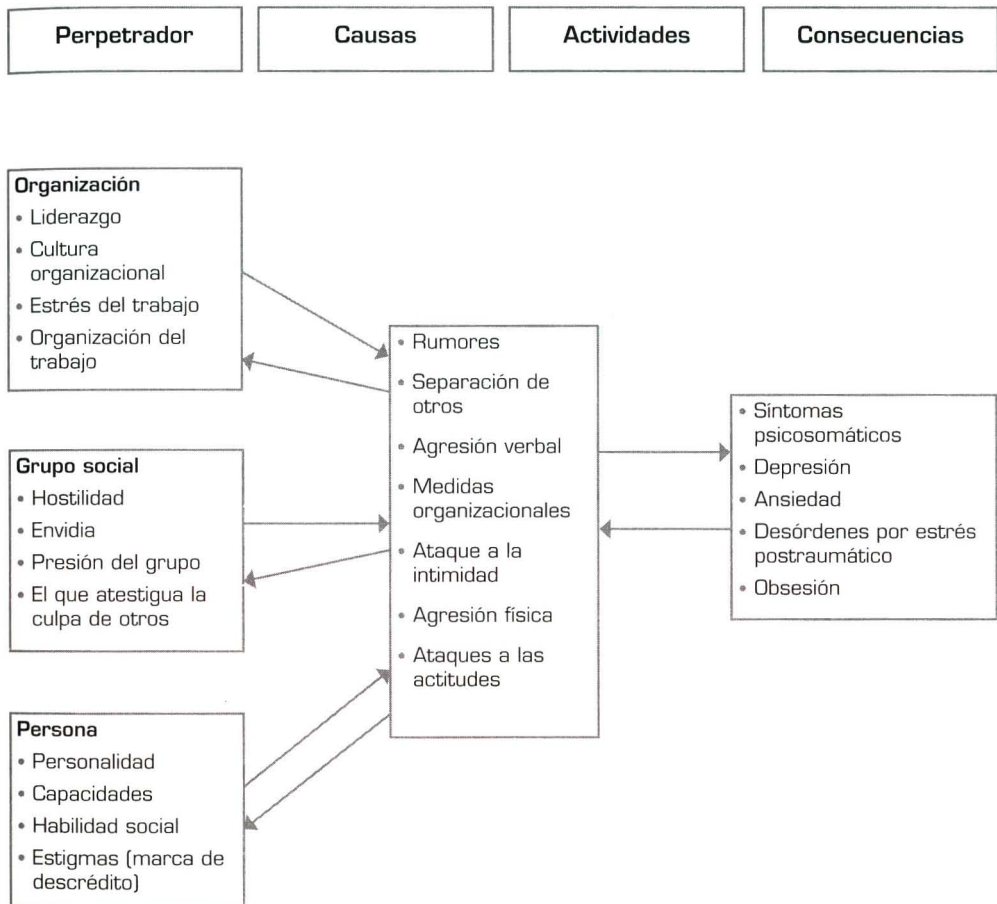 Perpetrador
Causas
Actividades
Consecuencias
Organización
• Liderazgo
• Cultura
organizacional
• Estrés del trabajo
• Organización del
trabajo
Grupo social
• Hostilidad
• Envidia
• Presión del grupo
• El que atestigua la
culpa de otros
Persona
• Personalidad
• Capacidades
• Habilidad social
• Estigmas (marca de
descrédito)
• Rumores
• Separación de
otros
• Agresión verbal
• Medidas
organizacionales
• Ataque a la
intimidad
• Agresión física
• Ataques a las
actitudes
• Síntomas
psicosomáticos
• Depresión
• Ansiedad
• Desórdenes por estrés
postraumático
• Obsesión